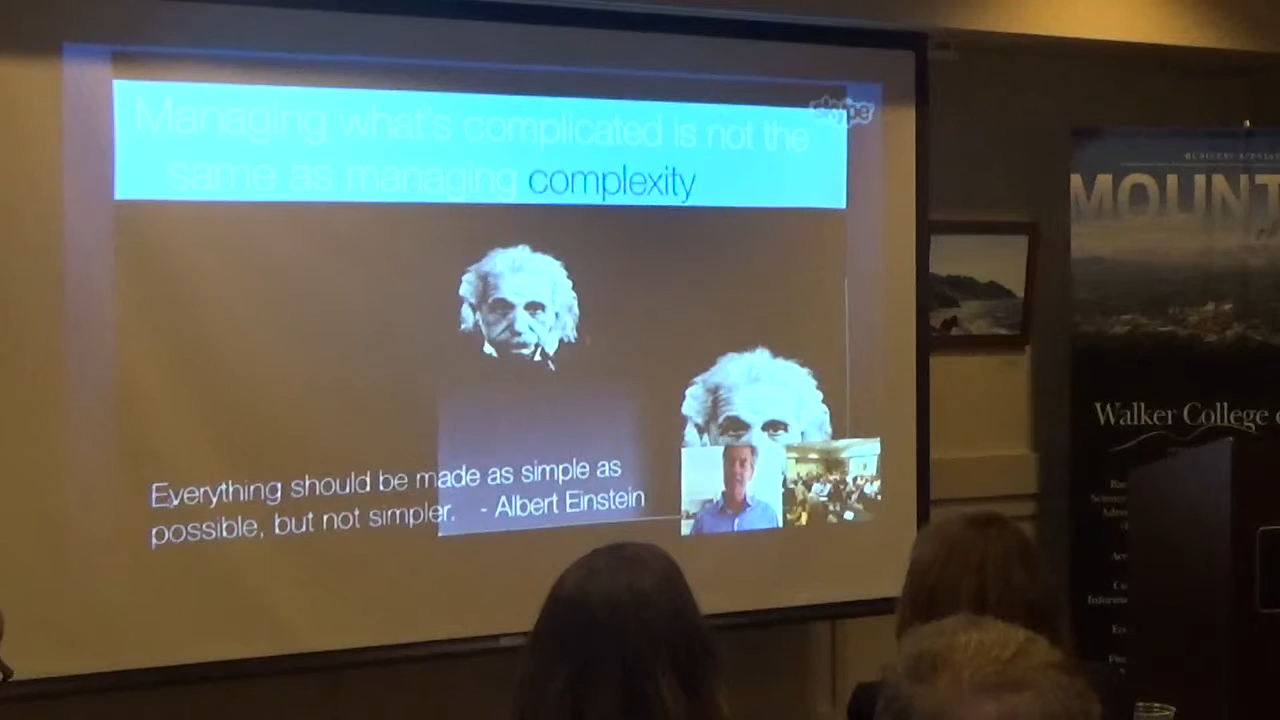 Managing what's complicated is not the
same as managing complexity
skype
Everything should be made as simple as
possible, but not simpler. - Albert Einstein
MOUNT
Walker College